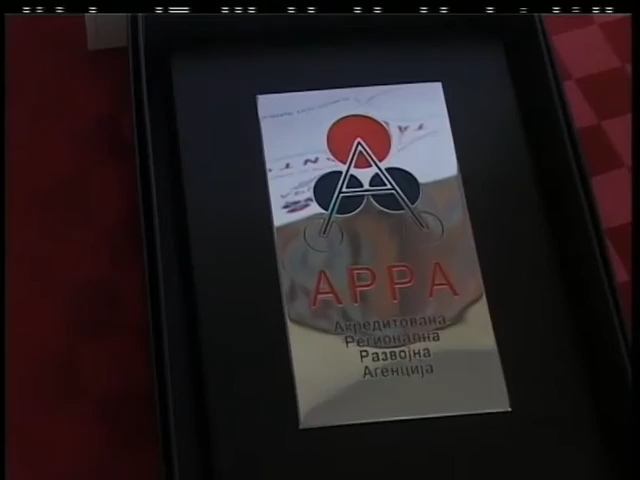 АРРА
Акредитована
Регионална
Развојна
Агенција